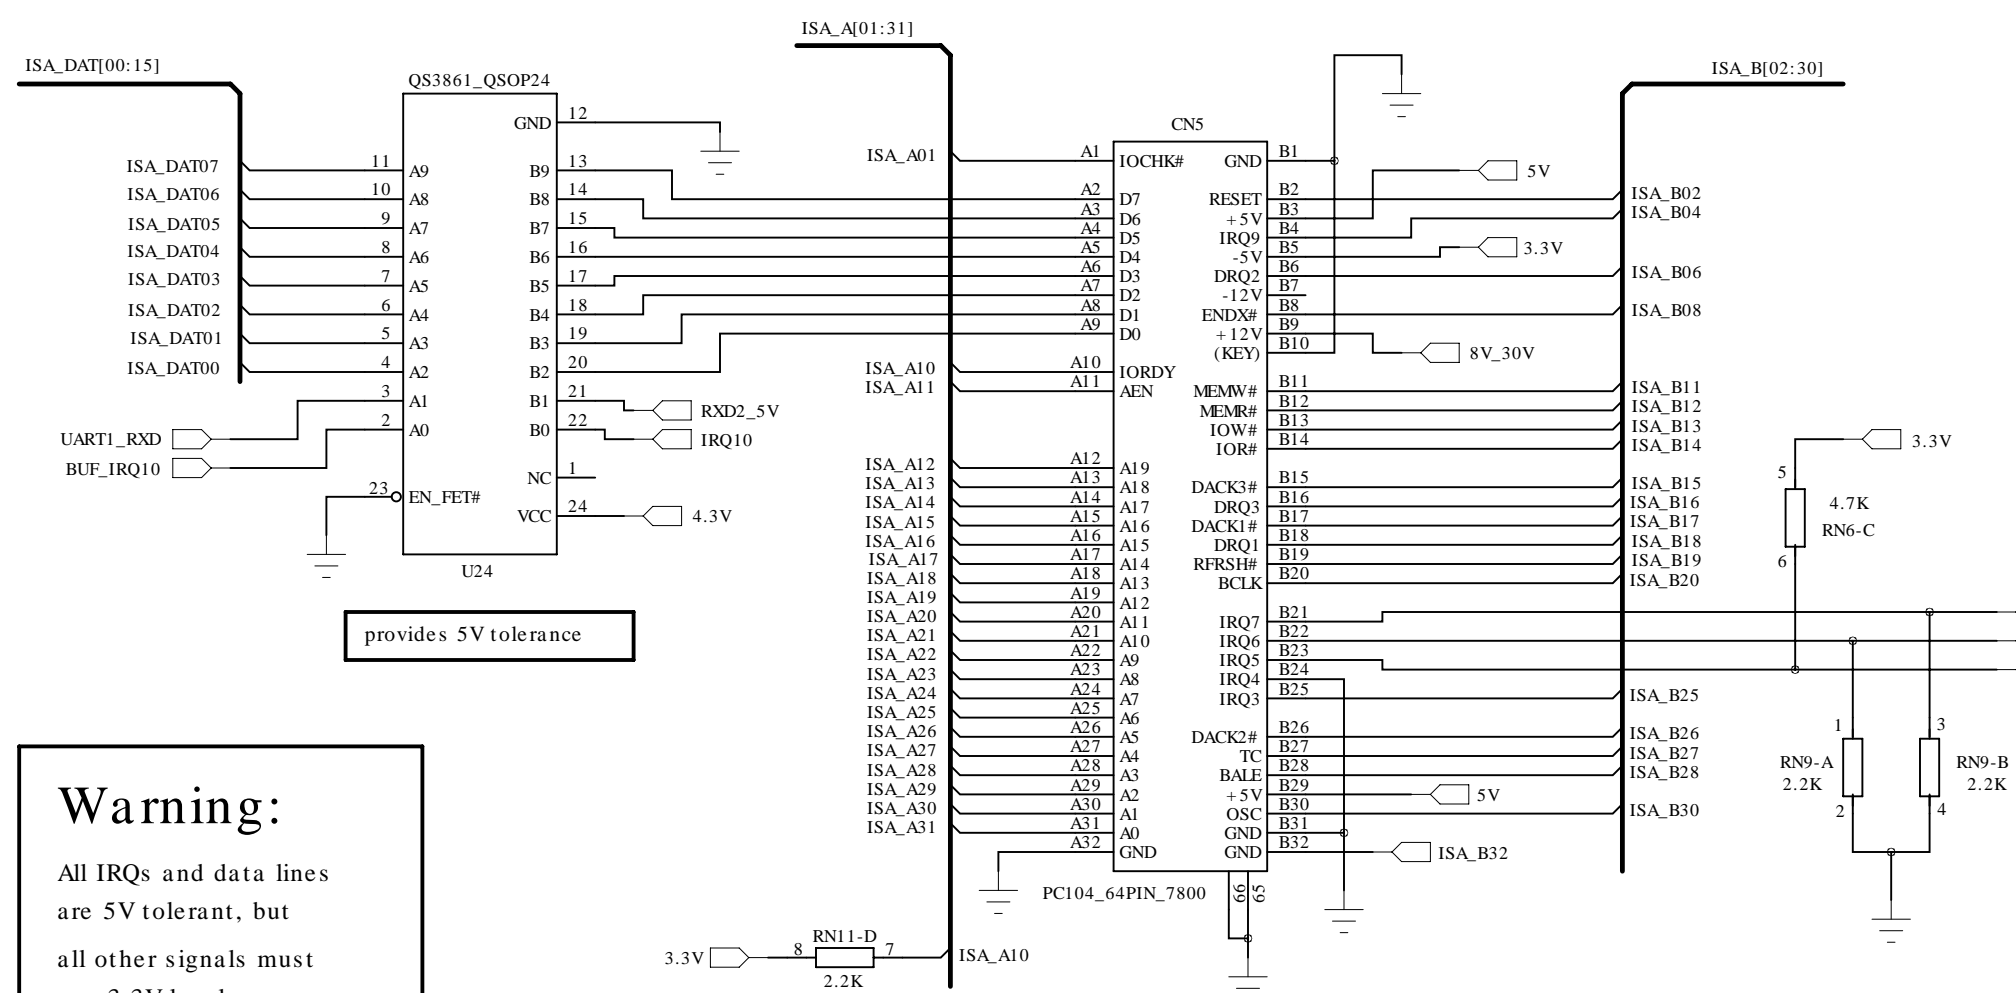 ISA_A[01:31]
ISA_DAT[00:15]
ISA_B[02:30]
QS3861_QSOP24
GND 12
ISA_DAT07 11 A9 B9 13
ISA_DAT06 10 A8 B8 14
ISA_DAT05 9 A7 B7 15
ISA_DAT04 8 A6 B6 16
ISA_DAT03 7 A5 B5 17
ISA_DAT02 6 A4 B4 18
ISA_DAT01 5 A3 B3 19
ISA_DAT00 4 A2 B2 20
UART1_RXD 3 A1 B1 21 RXD2_5V
BUF_IRQ10 2 A0 B0 22 IRQ10
NC 1
23 EN_FET#
VCC 24 4.3V
U24
provides 5V tolerance
CN5
ISA_A01 A1 IOCHK# GND B1
5V
A2 D7 RESET B2 ISA_B02
A3 D6 +5V B3
A4 D5 IRQ9 B4 ISA_B04
A5 D4 -5V B5 3.3V
A6 D3 DRQ2 B6 ISA_B06
A7 D2 -12V B7
A8 D1 ENDX# B8 ISA_B08
A9 D0 +12V B9 8V_30V
(KEY) B10
ISA_A10 A10 IORDY
ISA_A11 A11 AEN MEMW# B11 ISA_B11
MEMR# B12 ISA_B12
IOW# B13 ISA_B13
IOR# B14 ISA_B14
ISA_A12 A12 A19
ISA_A13 A13 A18 DACK3# B15 ISA_B15
ISA_A14 A14 A17 DRQ3 B16 ISA_B16
ISA_A15 A15 A16 DACK1# B17 ISA_B17
ISA_A16 A16 A15 DRQ1 B18 ISA_B18
ISA_A17 A17 A14 RFRSH# B19 ISA_B19
ISA_A18 A18 A13 BCLK B20 ISA_B20
ISA_A19 A19 A12
ISA_A20 A20 A11 IRQ7 B21
ISA_A21 A21 A10 IRQ6 B22
ISA_A22 A22 A9 IRQ5 B23
ISA_A23 A23 A8 IRQ4 B24
ISA_A24 A24 A7 IRQ3 B25 ISA_B25
ISA_A25 A25 A6
ISA_A26 A26 A5 DACK2# B26 ISA_B26
ISA_A27 A27 A4 TC B27 ISA_B27
ISA_A28 A28 A3 BALE B28 ISA_B28
ISA_A29 A29 A2 +5V B29 5V
ISA_A30 A30 A1 OSC B30 ISA_B30
ISA_A31 A31 A0 GND B31
A32 GND GND B32 ISA_B32
PC104_64PIN_7800
66
65
3.3V
5
4.7K
RN6-C
6
1
RN9-A
2.2K
2
3
RN9-B
2.2K
4
3.3V 8 RN11-D 7 ISA_A10
2.2K
Warning:
All IRQs and data lines
are 5V tolerant, but
all other signals must